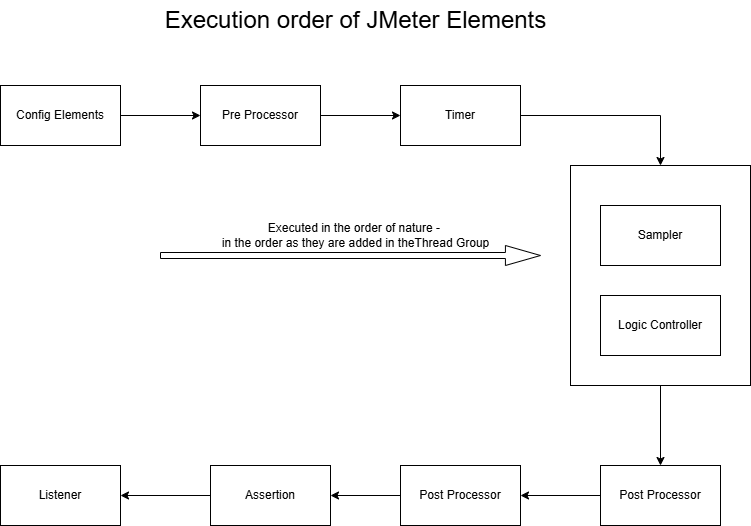 Execution order of JMeter Elements
Config Elements
Pre Processor
Timer
Executed in the order of nature -
in the order as they are added in theThread Group
Sampler
Logic Controller
Listener
Assertion
Post Processor
Post Processor